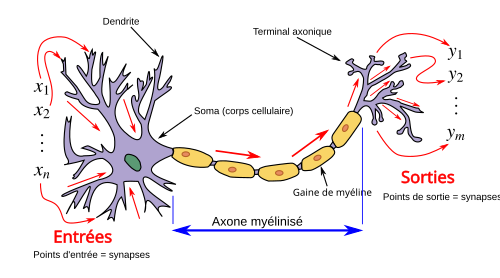 Dendrite
Terminal axonique
x1
x2
⋮
xn
Soma (corps cellulaire)
y1
y2
⋮
ym
Gaine de myéline
Sorties
Points de sortie = synapses
Axone myélinisé
Entrées
Points d'entrée = synapses